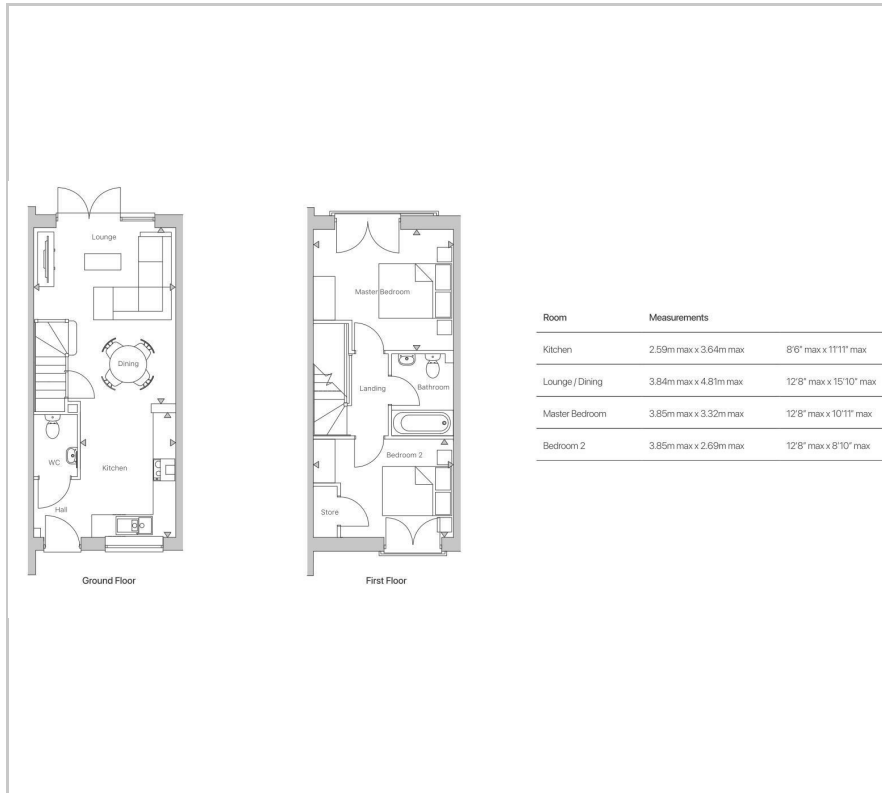 Lounge
Dining
WC
Kitchen
Hall
Ground Floor
Master Bedroom
Landing
Bathroom
Bedroom 2
Store
First Floor
Room Measurements
Kitchen 2.59m max x 3.64m max 8'6" max x 11'11" max
Lounge / Dining 3.84m max x 4.81m max 12'8" max x 15'10" max
Master Bedroom 3.85m max x 3.32m max 12'8" max x 10'11" max
Bedroom 2 3.85m max x 2.69m max 12'8" max x 8'10" max